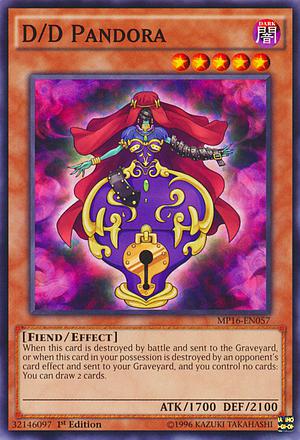 D/D Pandora
DARK
闇
MP16-EN057
[FIEND/EFFECT]
When this card is destroyed by battle and sent to the Graveyard,
or when this card in your possession is destroyed by an opponent's
card effect and sent to your Graveyard, and you control no cards:
You can draw 2 cards.
ATK/1700 DEF/2100
32146097 1st Edition ©1996 KAZUKI TAKAHASHI